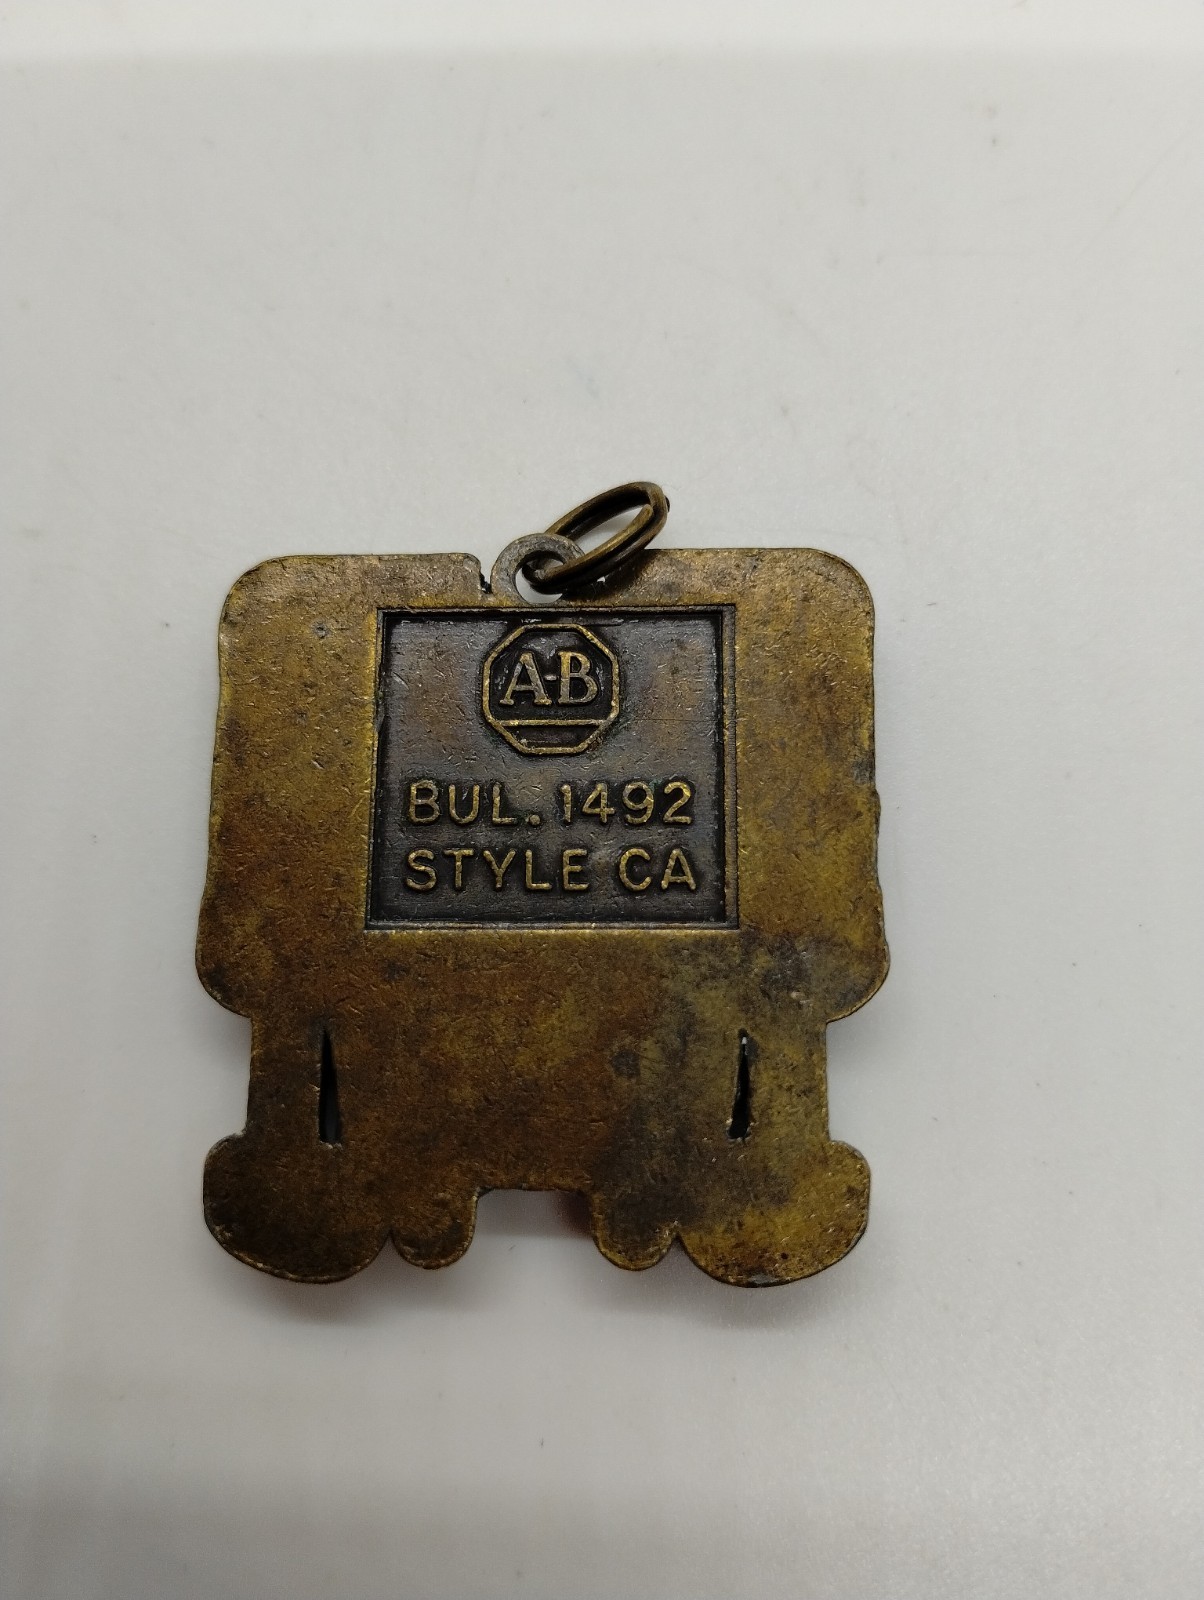 A-B
BUL. 1492
STYLE CA